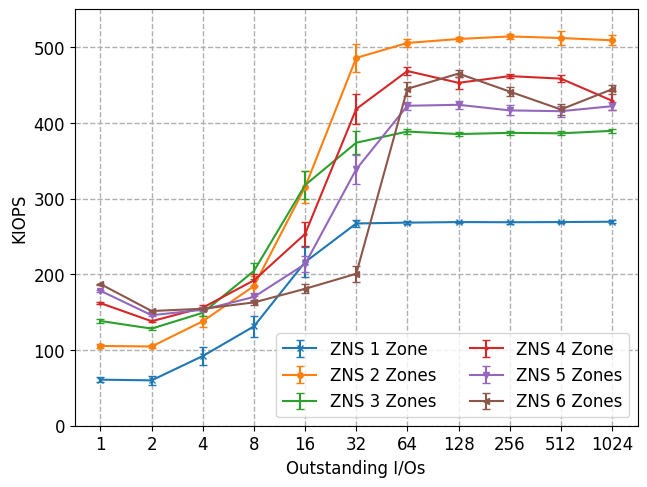 500
400
300
200
100
0
KIOPS
ZNS 1 Zone
ZNS 2 Zones
ZNS 3 Zones
ZNS 4 Zone
ZNS 5 Zones
ZNS 6 Zones
1 2 4 8 16 32 64 128 256 512 1024
Outstanding I/Os